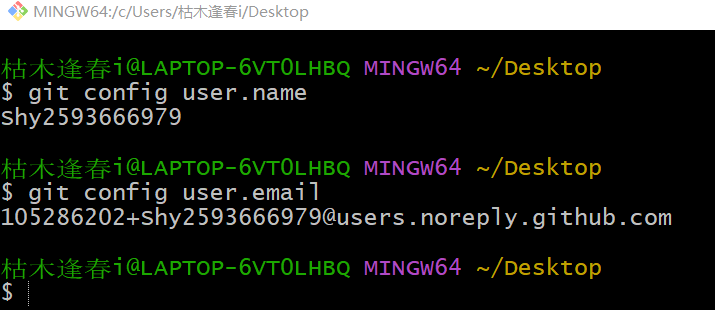 MINGW64:/c/Users/枯木逢春i/Desktop
枯木逢春i@LAPTOP-6VT0LHBQ MINGW64 ~/Desktop
$ git config user.name
shy2593666979
枯木逢春i@LAPTOP-6VT0LHBQ MINGW64 ~/Desktop
$ git config user.email
105286202+shy2593666979@users.noreply.github.com
枯木逢春i@LAPTOP-6VT0LHBQ MINGW64 ~/Desktop
$